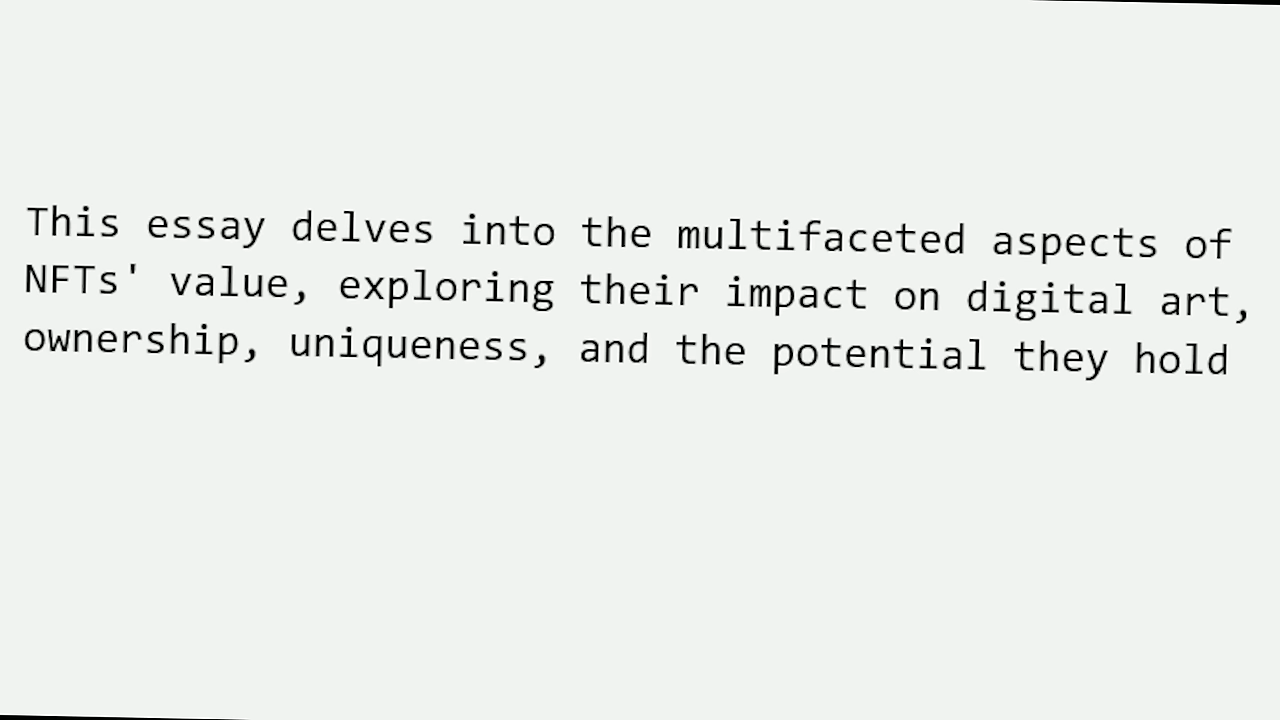 This essay delves into the multifaceted aspects of
NFTs' value, exploring their impact on digital art,
ownership, uniqueness, and the potential they hold